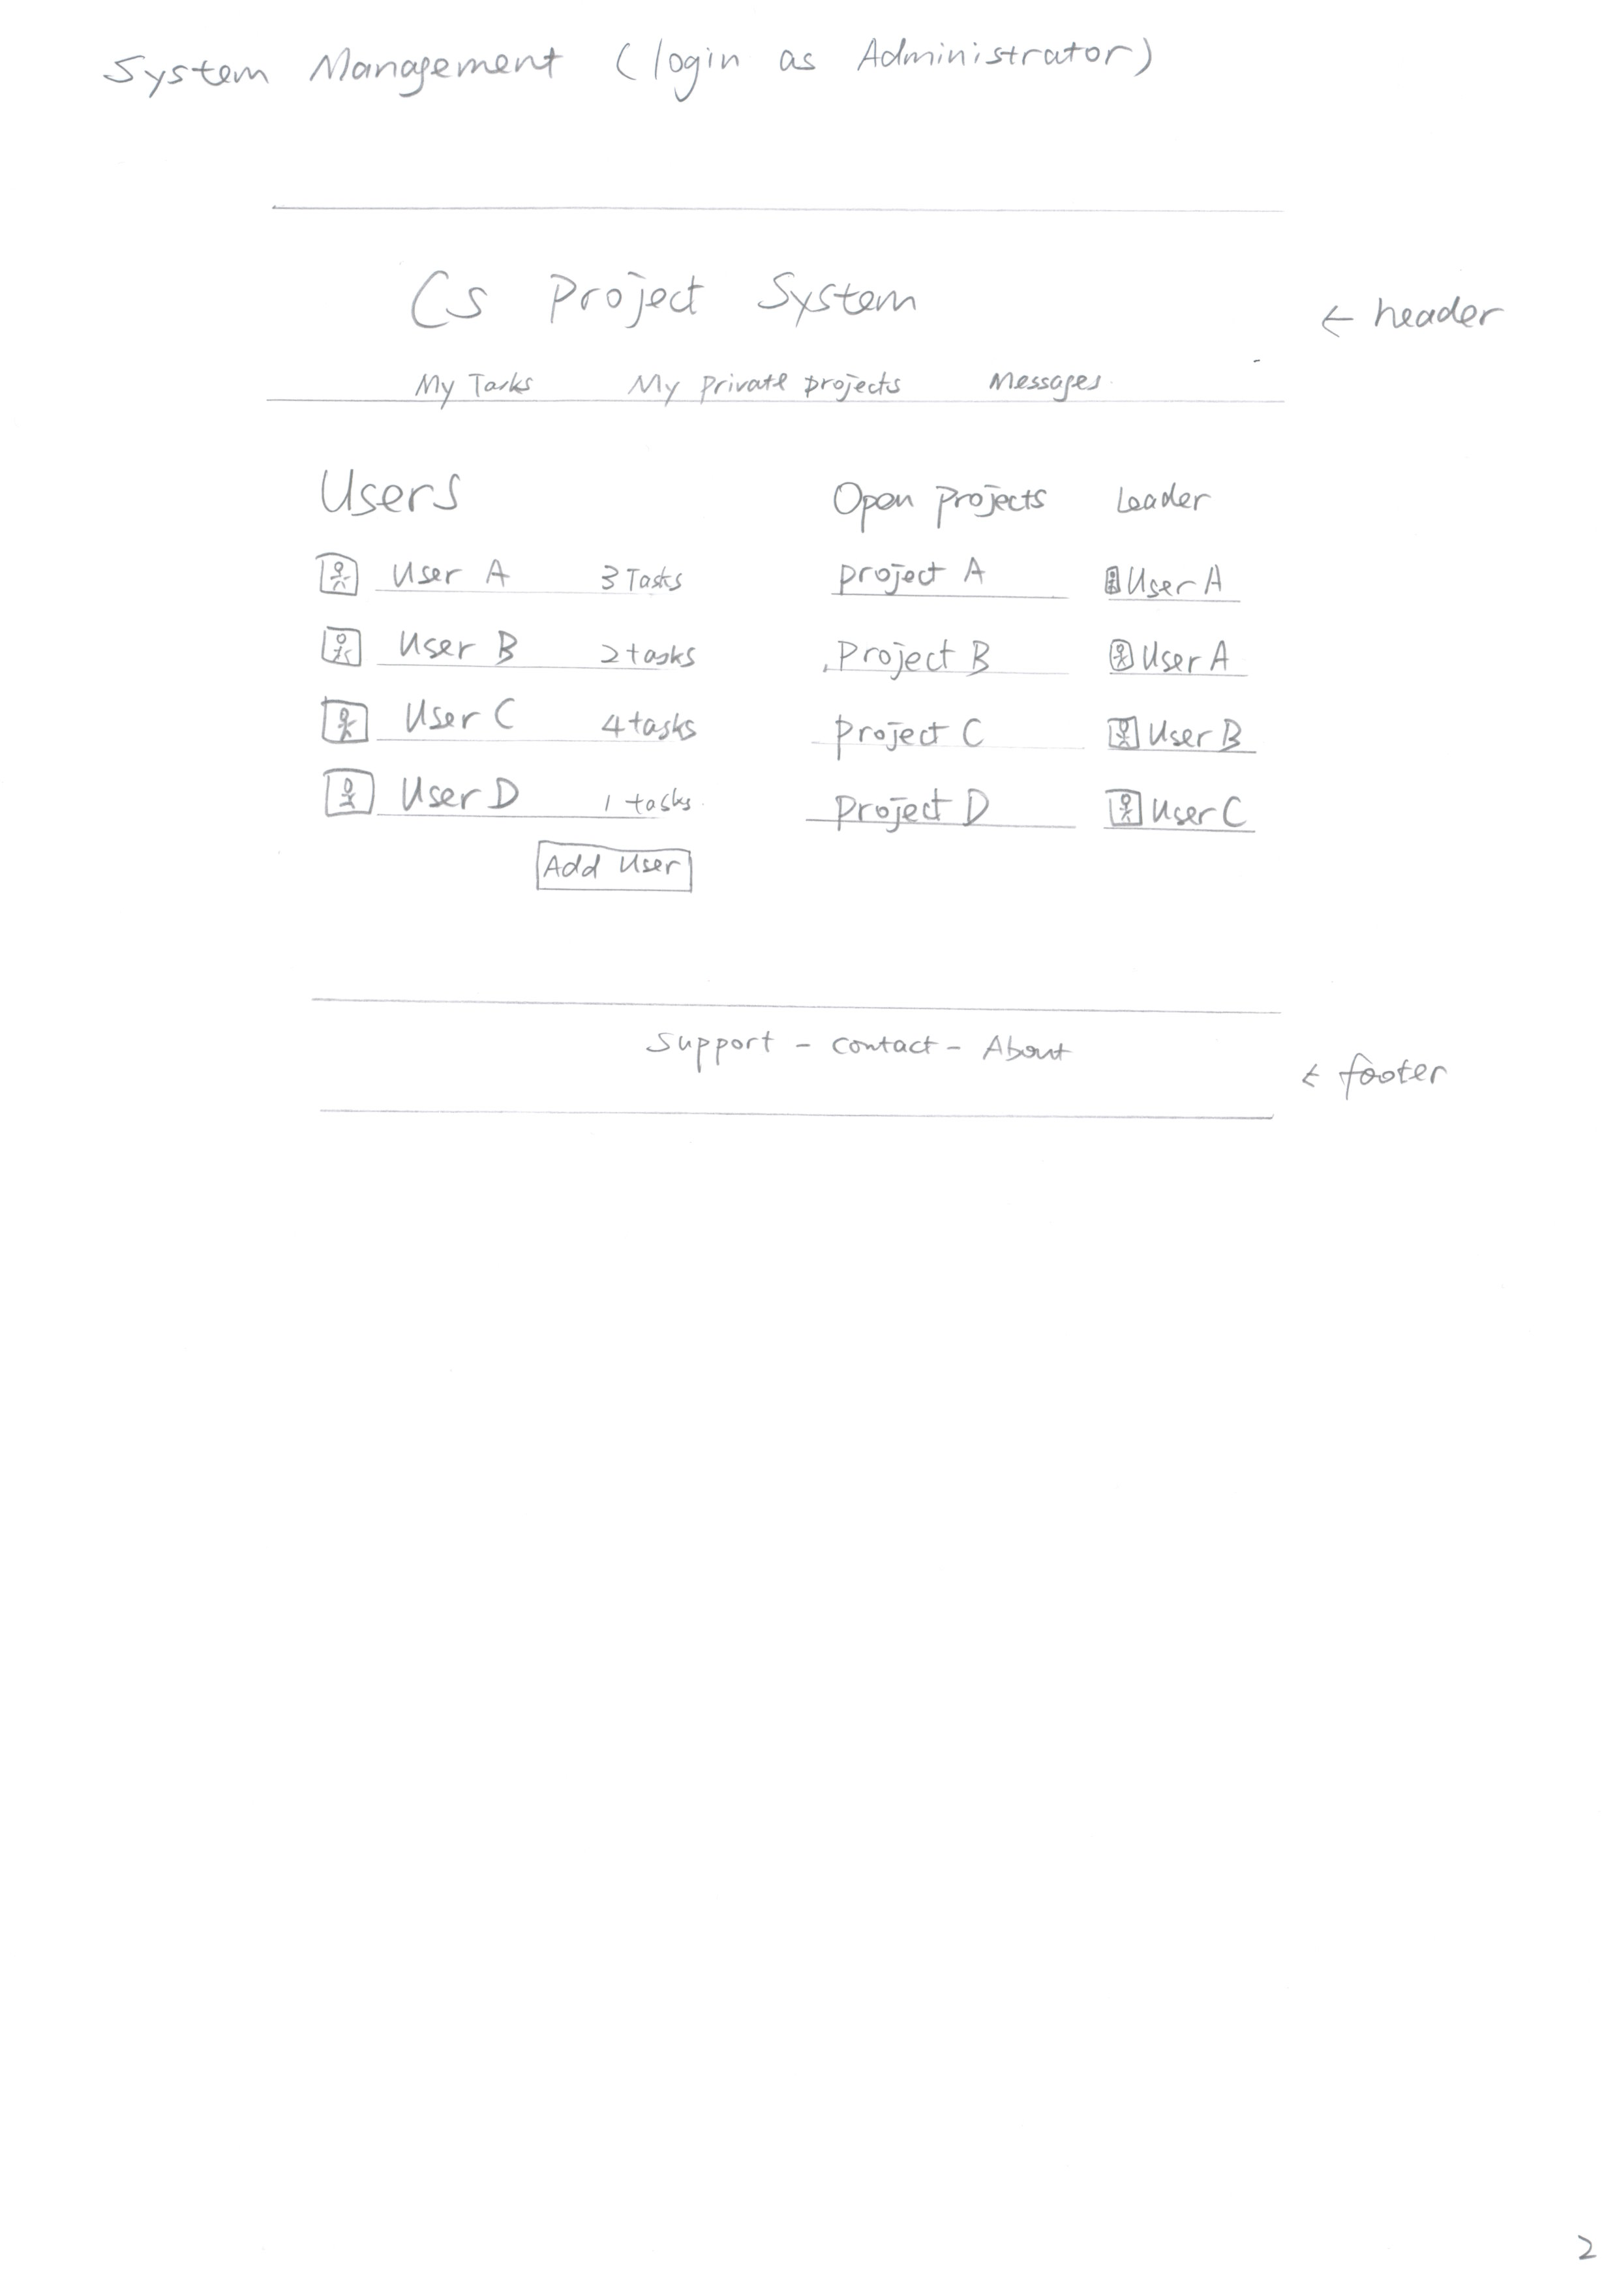 System Management (login as Administrator)
Cs Project System
← header
My Tasks My private projects Messages
Users Open projects Leader
User A 3 Tasks project A User A
User B 2 tasks Project B User A
User C 4 tasks project C User B
User D 1 tasks project D User C
Add User
Support - contact - About
← footer
2